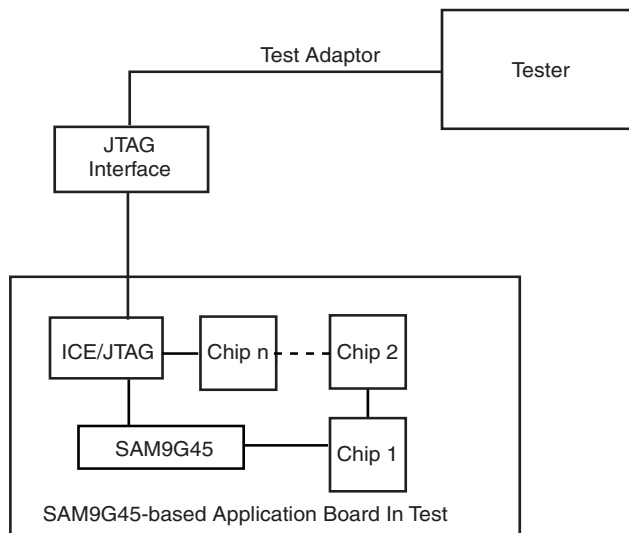 Test Adaptor
Tester
JTAG
Interface
ICE/JTAG
Chip n
Chip 2
SAM9G45
Chip 1
SAM9G45-based Application Board In Test